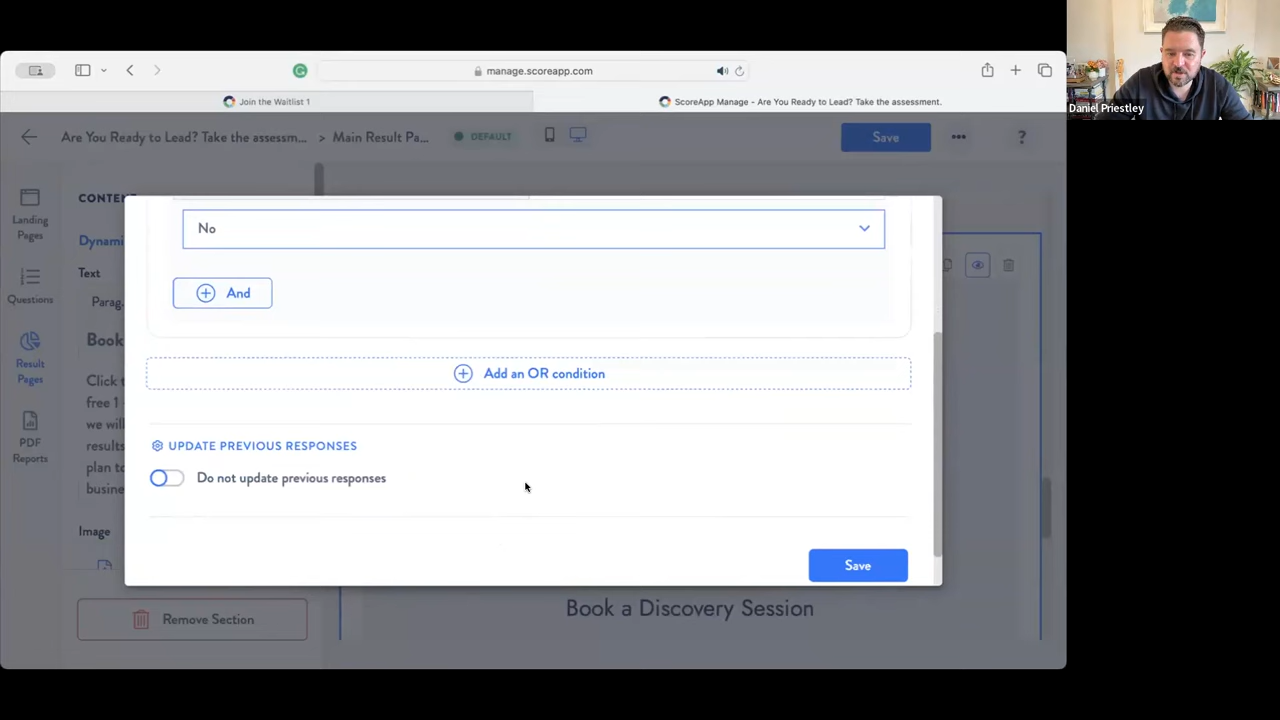 manage.scoreapp.com
Join the Waitlist 1
ScoreApp Manage - Are You Ready to Lead? Take the assessment.
Daniel Priestley
Are You Ready to Lead? Take the assessm... > Main Result Pa... DEFAULT
Save
?
Landing Pages
Questions
Result Pages
PDF Reports
CONTEN
Dynami
Text
Parag
Book
Click t
free 1
we will
results
plan to
busine
Image
Remove Section
No
And
Add an OR condition
UPDATE PREVIOUS RESPONSES
Do not update previous responses
Save
Book a Discovery Session